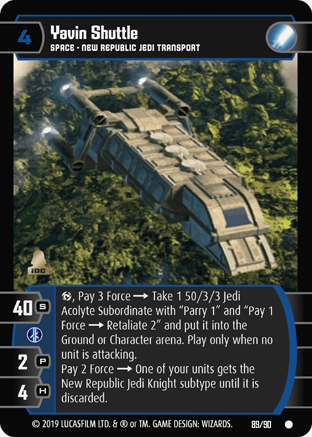 4 Yavin Shuttle
SPACE - NEW REPUBLIC JEDI TRANSPORT
IDC
40 S
2 P
4 H
, Pay 3 Force → Take 1 50/3/3 Jedi
Acolyte Subordinate with “Parry 1” and “Pay 1
Force → Retaliate 2” and put it into the
Ground or Character arena. Play only when no
unit is attacking.
Pay 2 Force → One of your units gets the
New Republic Jedi Knight subtype until it is
discarded.
© 2019 LUCASFILM LTD. & ® OR TM. GAME DESIGN: WIZARDS. 89/90